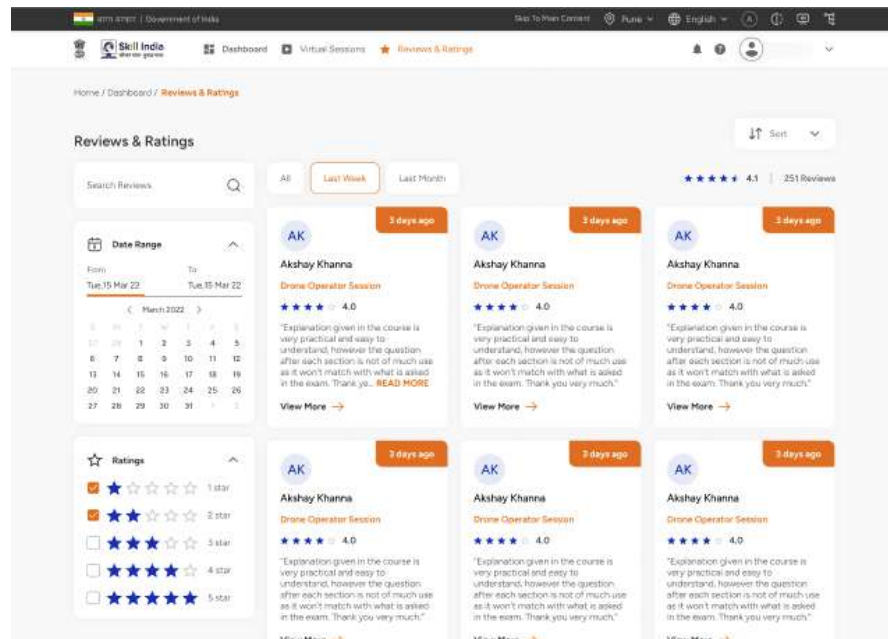 भारत सरकार | Government of India
Skip To Main Content
Pune
English
A
Skill India
कौशल भारत - कुशल भारत
Dashboard
Virtual Sessions
Reviews & Ratings
Home / Dashboard / Reviews & Ratings
Reviews & Ratings
Sort
Search Reviews
All
Last Week
Last Month
4.1 | 251 Reviews
Date Range
From
To
Tue,15 Mar 22
Tue,15 Mar 22
March 2022
S M T W T F S
27 28 1 2 3 4 5
6 7 8 9 10 11 12
13 14 15 16 17 18 19
20 21 22 23 24 25 26
27 28 29 30 31 1 2
Ratings
1 star
2 star
3 star
4 star
5 star
3 days ago
AK
Akshay Khanna
Drone Operator Session
4.0
"Explanation given in the course is
very practical and easy to
understand, however the question
after each section is not of much use
as it won't match with what is asked
in the exam. Thank yo... READ MORE
View More
3 days ago
AK
Akshay Khanna
Drone Operator Session
4.0
"Explanation given in the course is
very practical and easy to
understand, however the question
after each section is not of much use
as it won't match with what is asked
in the exam. Thank you very much."
View More
3 days ago
AK
Akshay Khanna
Drone Operator Session
4.0
"Explanation given in the course is
very practical and easy to
understand, however the question
after each section is not of much use
as it won't match with what is asked
in the exam. Thank you very much."
View More
3 days ago
AK
Akshay Khanna
Drone Operator Session
4.0
"Explanation given in the course is
very practical and easy to
understand, however the question
after each section is not of much use
as it won't match with what is asked
in the exam. Thank you very much."
View More
3 days ago
AK
Akshay Khanna
Drone Operator Session
4.0
"Explanation given in the course is
very practical and easy to
understand, however the question
after each section is not of much use
as it won't match with what is asked
in the exam. Thank you very much."
View More
3 days ago
AK
Akshay Khanna
Drone Operator Session
4.0
"Explanation given in the course is
very practical and easy to
understand, however the question
after each section is not of much use
as it won't match with what is asked
in the exam. Thank you very much."
View More